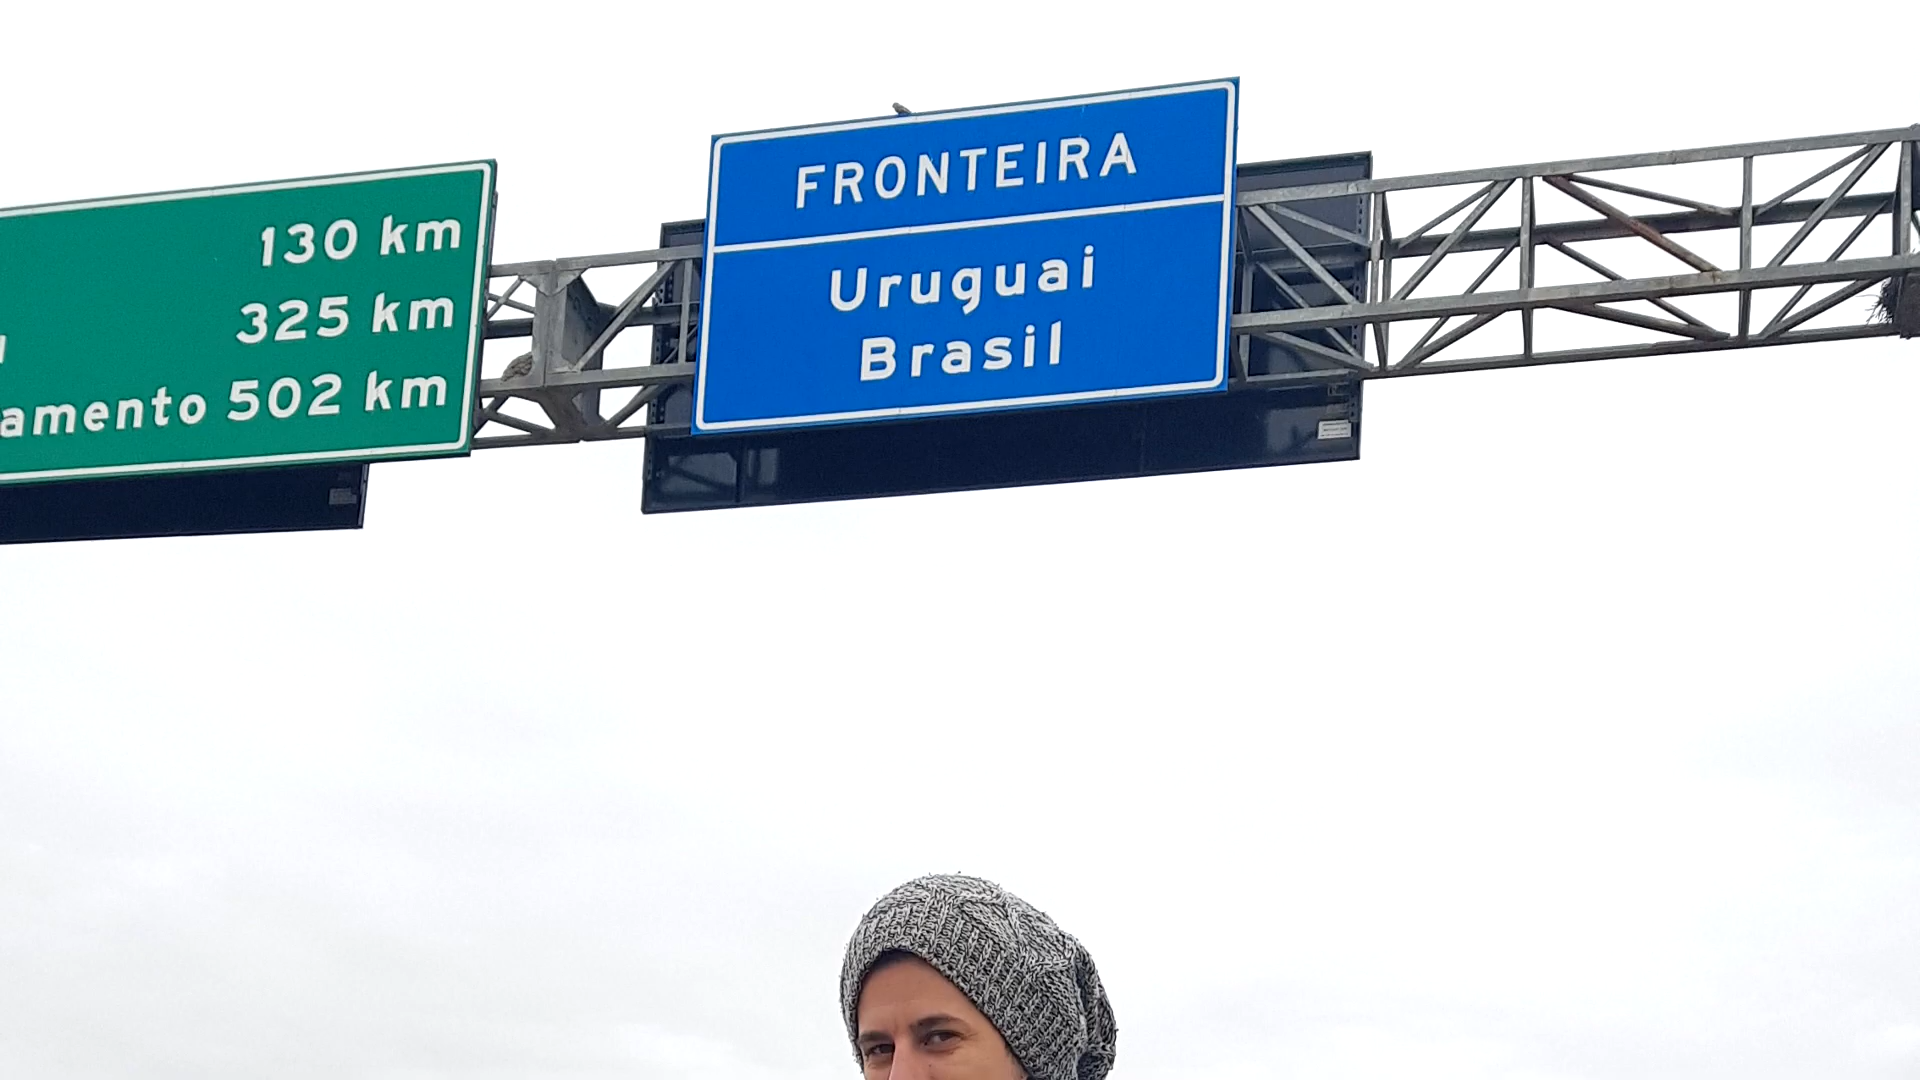 130 km
325 km
amento 502 km
FRONTEIRA
Uruguai
Brasil